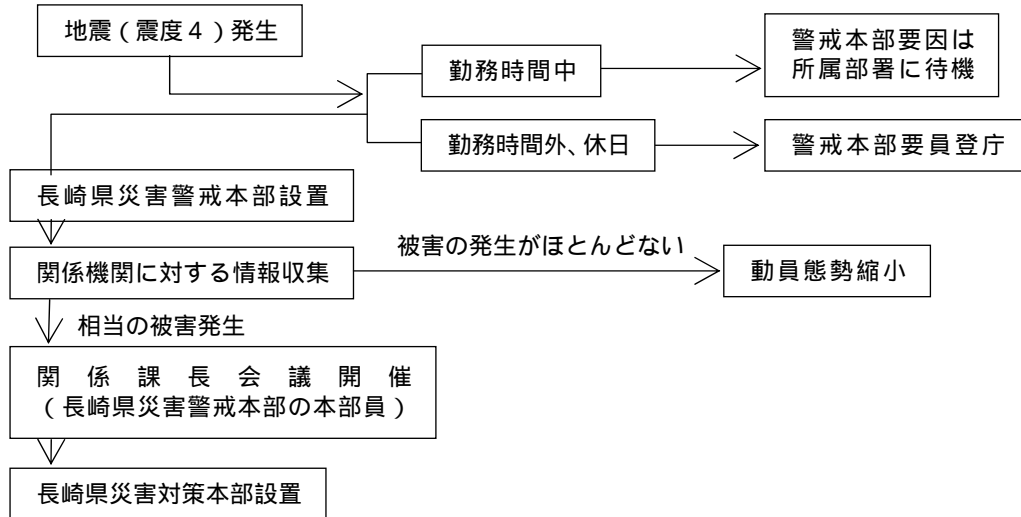 地震（震度４）発生
勤務時間中
警戒本部要因は
所属部署に待機
勤務時間外、休日
警戒本部要員登庁
長崎県災害警戒本部設置
関係機関に対する情報収集
被害の発生がほとんどない
動員態勢縮小
相当の被害発生
関係課長会議開催
（長崎県災害警戒本部の本部員）
長崎県災害対策本部設置